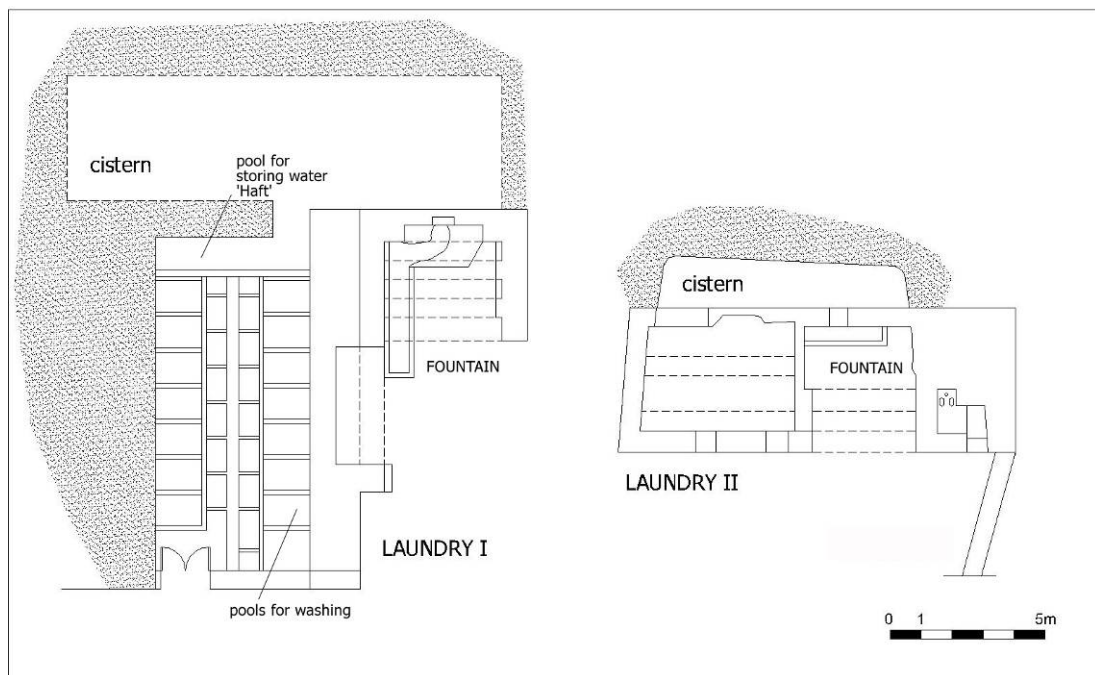 cistern
pool for
storing water
'Haft'
FOUNTAIN
LAUNDRY I
pools for washing
cistern
FOUNTAIN
LAUNDRY II
0 1 5m